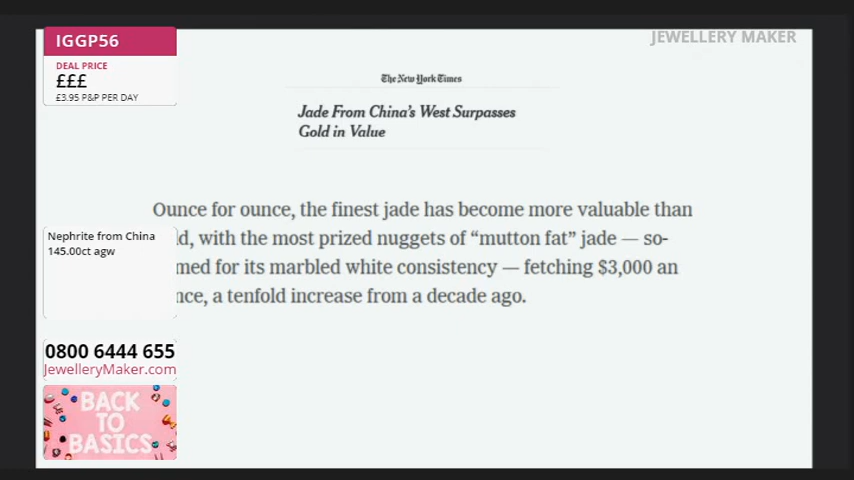 IGGP56
DEAL PRICE
£££
£3.95 P&P PER DAY
JEWELLERY MAKER
The New York Times
Jade From China's West Surpasses
Gold in Value
Ounce for ounce, the finest jade has become more valuable than
ld, with the most prized nuggets of “mutton fat” jade — so-
med for its marbled white consistency — fetching $3,000 an
nce, a tenfold increase from a decade ago.
Nephrite from China
145.00ct agw
0800 6444 655
JewelleryMaker.com
BACK
TO
BASICS